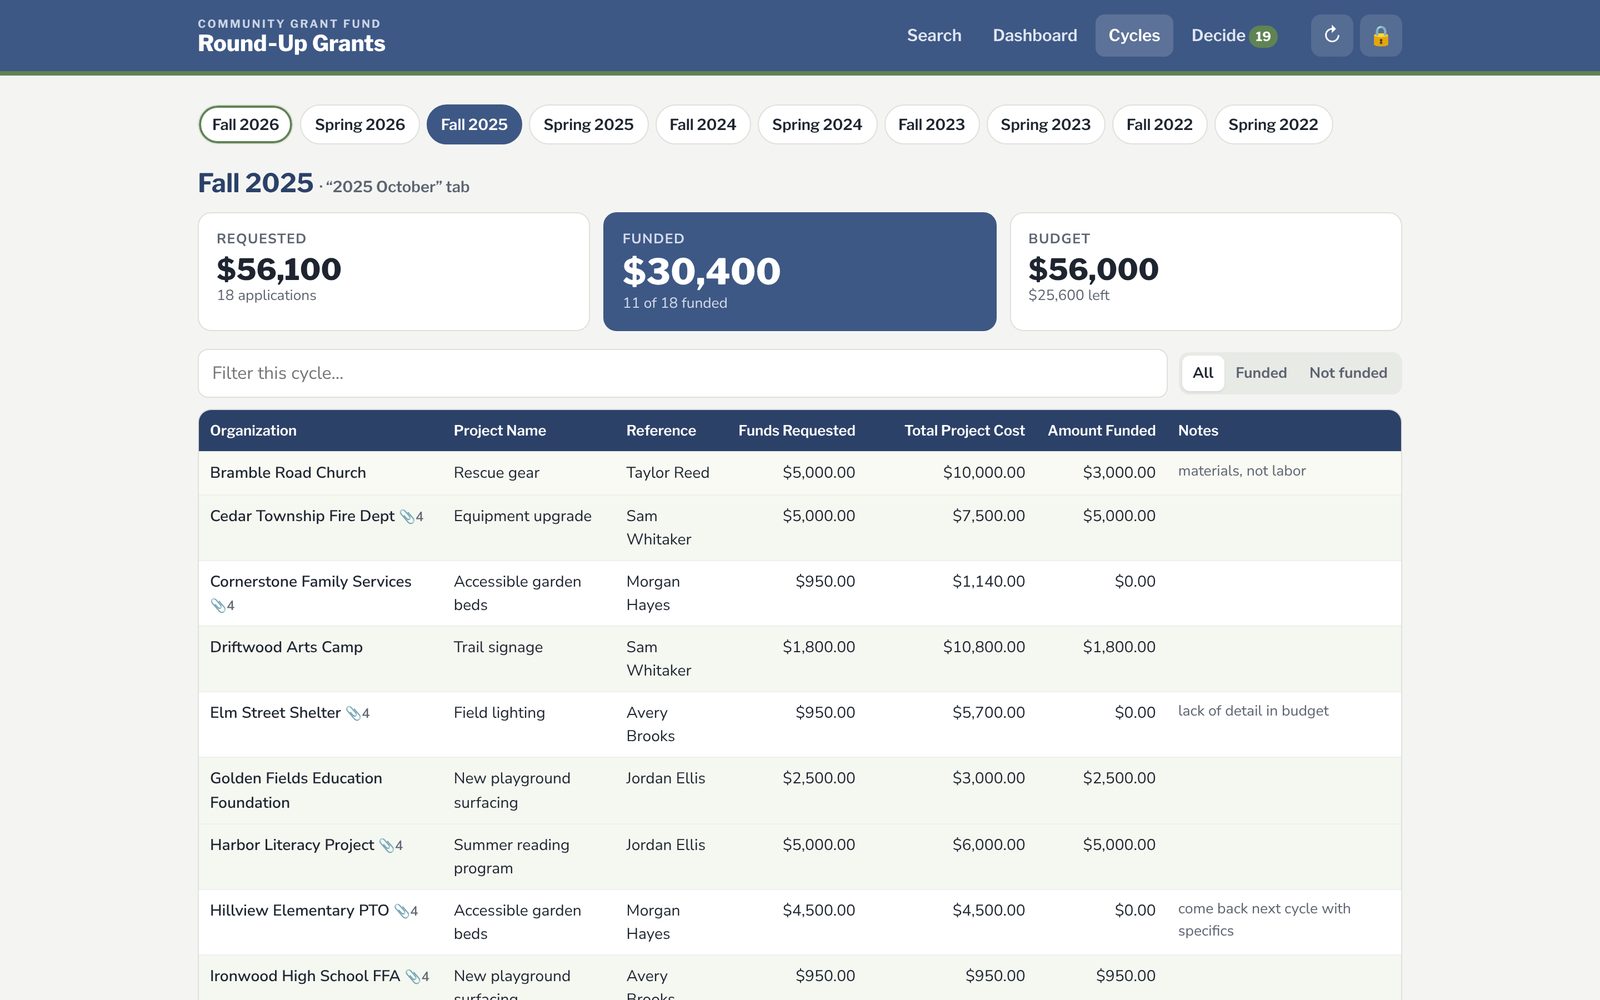 COMMUNITY GRANT FUND
Round-Up Grants
Search Dashboard Cycles Decide 19
Fall 2026 Spring 2026 Fall 2025 Spring 2025 Fall 2024 Spring 2024 Fall 2023 Spring 2023 Fall 2022 Spring 2022
Fall 2025 · “2025 October” tab
REQUESTED
$56,100
18 applications
FUNDED
$30,400
11 of 18 funded
BUDGET
$56,000
$25,600 left
Filter this cycle…
All Funded Not funded
Organization Project Name Reference Funds Requested Total Project Cost Amount Funded Notes
Bramble Road Church Rescue gear Taylor Reed $5,000.00 $10,000.00 $3,000.00 materials, not labor
Cedar Township Fire Dept 📎4 Equipment upgrade Sam $5,000.00 $7,500.00 $5,000.00
Whitaker
Cornerstone Family Services Accessible garden Morgan $950.00 $1,140.00 $0.00
📎4 beds Hayes
Driftwood Arts Camp Trail signage Sam $1,800.00 $10,800.00 $1,800.00
Whitaker
Elm Street Shelter 📎4 Field lighting Avery $950.00 $5,700.00 $0.00 lack of detail in budget
Brooks
Golden Fields Education New playground Jordan Ellis $2,500.00 $3,000.00 $2,500.00
Foundation surfacing
Harbor Literacy Project 📎4 Summer reading Jordan Ellis $5,000.00 $6,000.00 $5,000.00
program
Hillview Elementary PTO 📎4 Accessible garden Morgan $4,500.00 $4,500.00 $0.00 come back next cycle with
beds Hayes specifics
Ironwood High School FFA 📎4 New playground Avery $950.00 $950.00 $950.00
surfacing Brooks